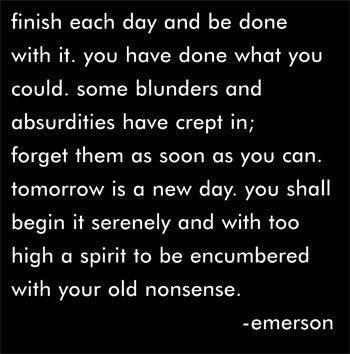 finish each day and be done
with it. you have done what you
could. some blunders and
absurdities have crept in;
forget them as soon as you can.
tomorrow is a new day. you shall
begin it serenely and with too
high a spirit to be encumbered
with your old nonsense.
-emerson